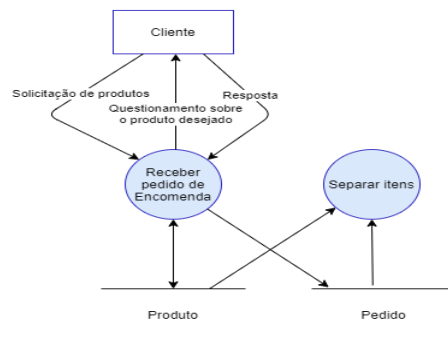 Cliente
Solicitação de produtos
Resposta
Questionamento sobre
o produto desejado
Receber
pedido de
Encomenda
Separar itens
Produto
Pedido